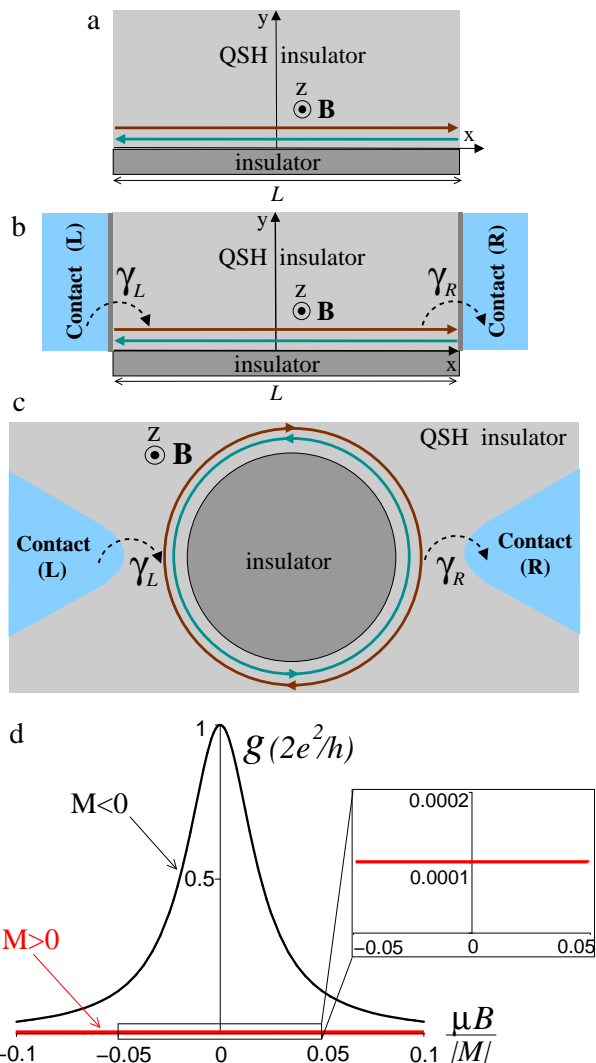 a
y
QSH insulator
z
B
x
insulator
L
b
y
Contact (L)
QSH insulator
Contact (R)
γL
z
B
γR
insulator
x
L
c
z
B
QSH insulator
Contact
(L)
insulator
Contact
(R)
γL
γR
d
1
g (2e²/h)
M<0
0.5
M>0
0.0002
0.0001
−0.05
0
0.05
−0.1
−0.05
0
0.05
0.1
μB
/M/